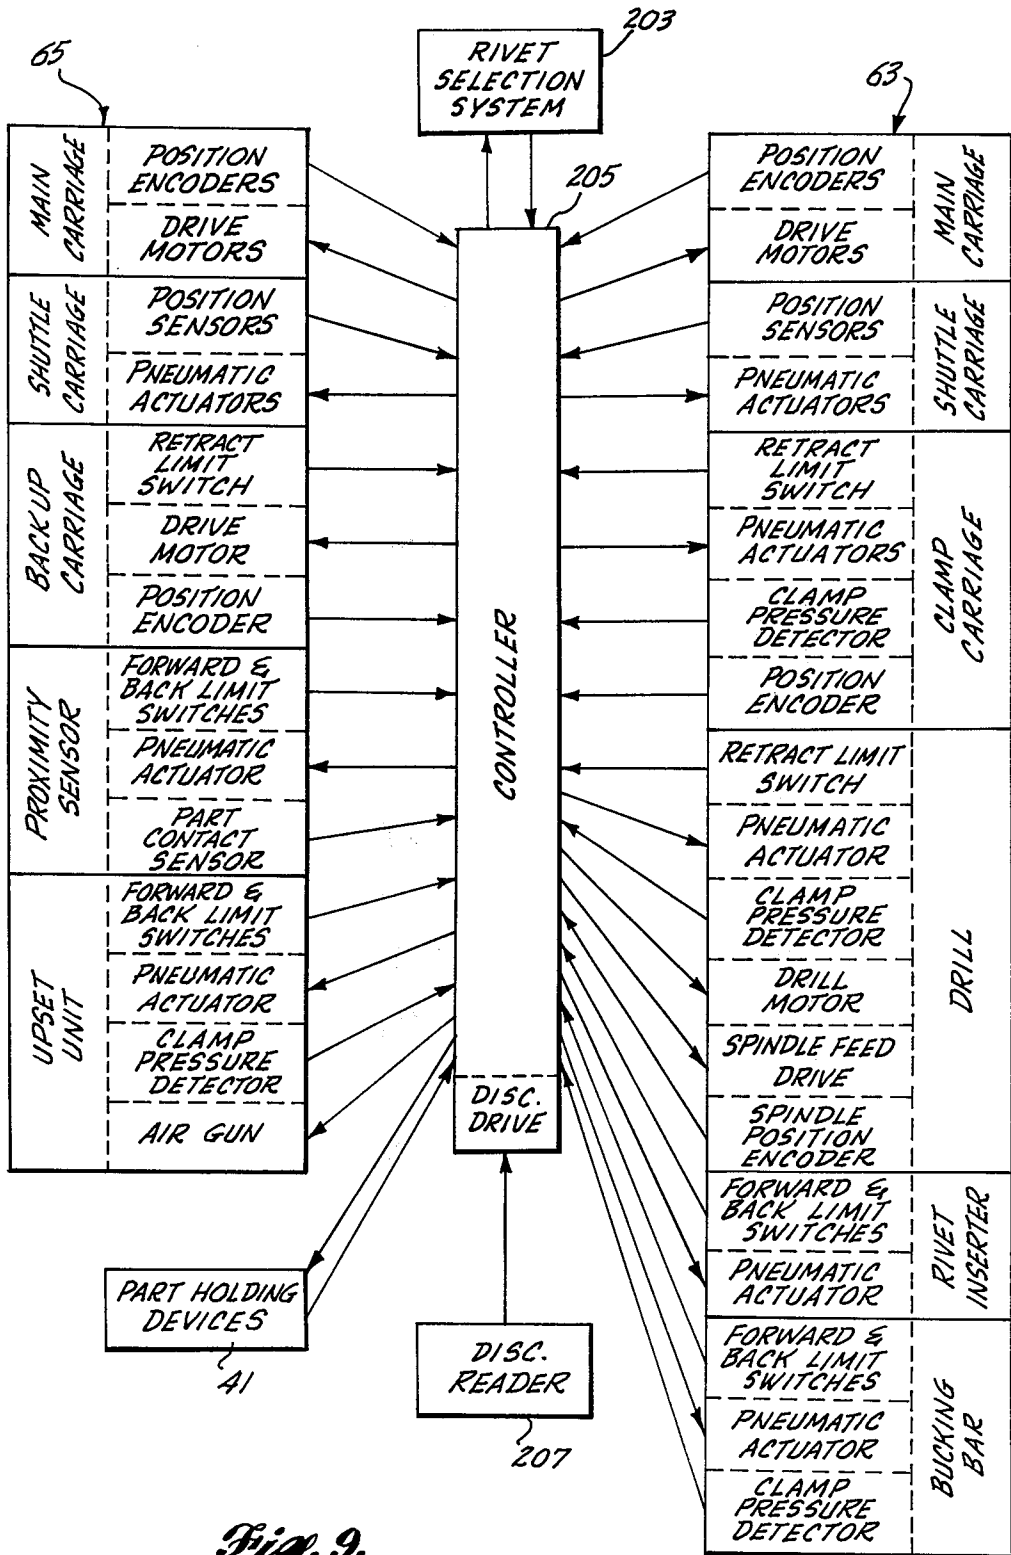 203
RIVET
SELECTION
SYSTEM
65
MAIN
CARRIAGE
POSITION
ENCODERS
DRIVE
MOTORS
SHUTTLE
CARRIAGE
POSITION
SENSORS
PNEUMATIC
ACTUATORS
BACKUP
CARRIAGE
RETRACT
LIMIT
SWITCH
DRIVE
MOTOR
POSITION
ENCODER
PROXIMITY
SENSOR
FORWARD &
BACK LIMIT
SWITCHES
PNEUMATIC
ACTUATOR
PART
CONTACT
SENSOR
UPSET
UNIT
FORWARD &
BACK LIMIT
SWITCHES
PNEUMATIC
ACTUATOR
CLAMP
PRESSURE
DETECTOR
AIR GUN
PART HOLDING
DEVICES
41
205
CONTROLLER
DISC.
DRIVE
DISC.
READER
207
63
POSITION
ENCODERS
DRIVE
MOTORS
MAIN
CARRIAGE
POSITION
SENSORS
PNEUMATIC
ACTUATORS
SHUTTLE
CARRIAGE
RETRACT
LIMIT
SWITCH
PNEUMATIC
ACTUATORS
CLAMP
PRESSURE
DETECTOR
POSITION
ENCODER
CLAMP
CARRIAGE
RETRACT LIMIT
SWITCH
PNEUMATIC
ACTUATOR
CLAMP
PRESSURE
DETECTOR
DRILL
MOTOR
SPINDLE FEED
DRIVE
SPINDLE
POSITION
ENCODER
DRILL
FORWARD &
BACK LIMIT
SWITCHES
PNEUMATIC
ACTUATOR
RIVET
INSERTER
FORWARD &
BACK LIMIT
SWITCHES
PNEUMATIC
ACTUATOR
CLAMP
PRESSURE
DETECTOR
BUCKING
BAR
Fig. 9.